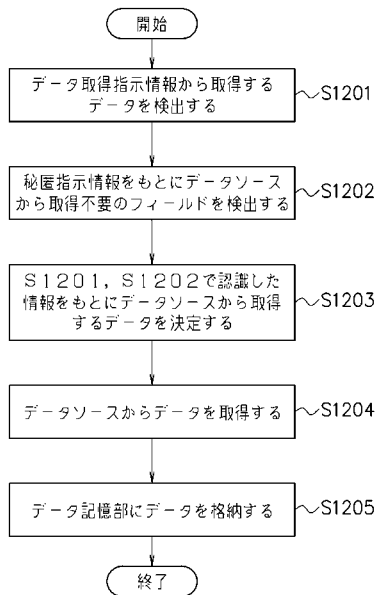 開始
データ取得指示情報から取得する
データを検出する
S1201
秘匿指示情報をもとにデータソース
から取得不要のフィールドを検出する
S1202
S1201,S1202で認識した
情報をもとにデータソースから取得
するデータを決定する
S1203
データソースからデータを取得する
S1204
データ記憶部にデータを格納する
S1205
終了